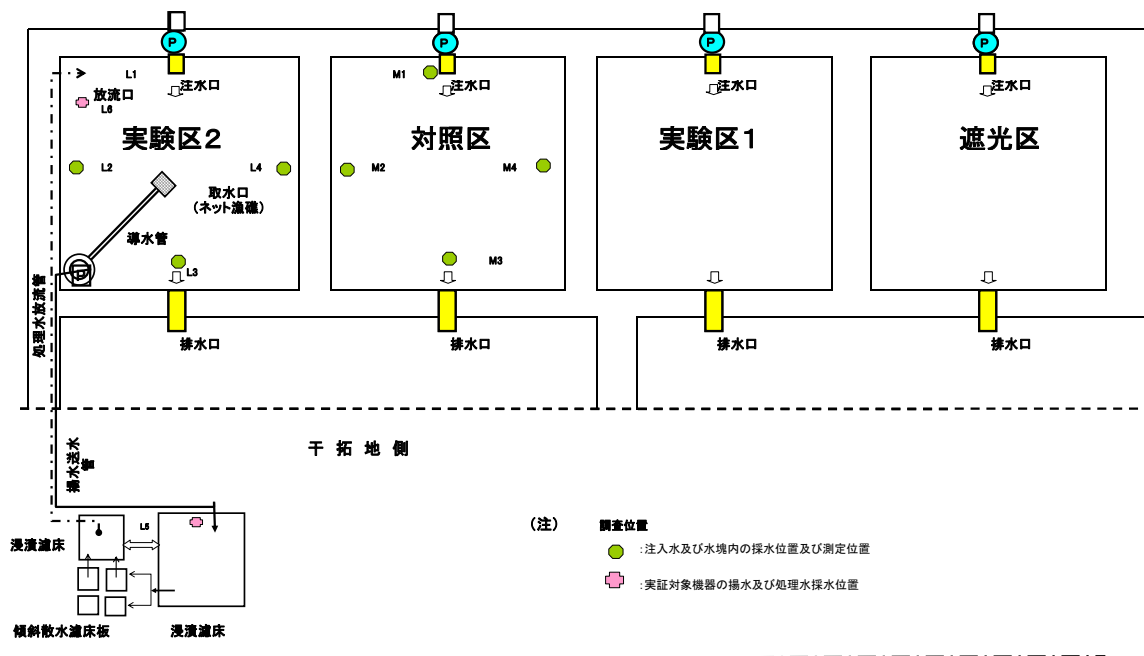 P
P
P
P
L1
注水口
M1
注水口
注水口
注水口
放流口
L6
実験区2
対照区
実験区1
遮光区
L2
L4
M2
M4
取水口
(ネット漁礁)
導水管
P
L3
M3
処理水放流管
排水口
排水口
排水口
排水口
干拓地側
揚水送水
管
L5
浸漬濾床
傾斜散水濾床板
浸漬濾床
(注) 調査位置
:注入水及び水塊内の採水位置及び測定位置
:実証対象機器の揚水及び処理水採水位置